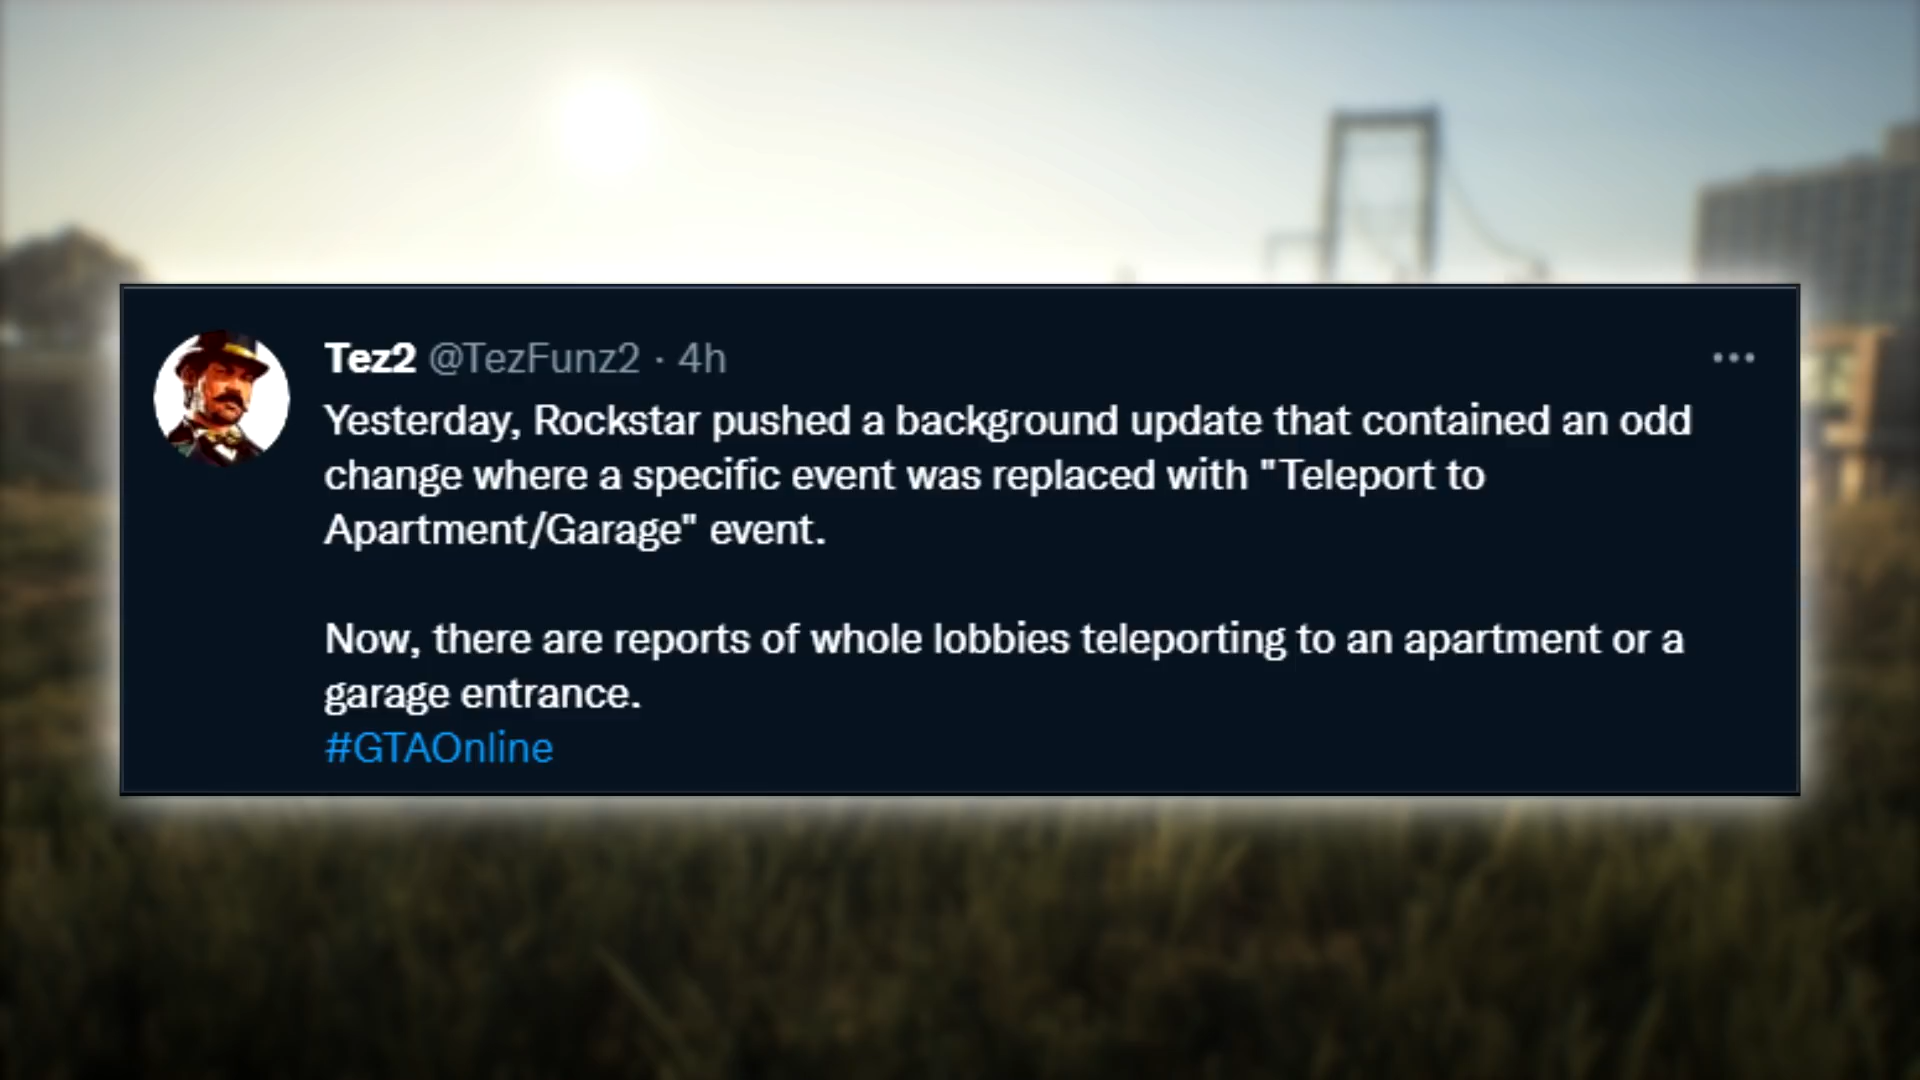 Tez2 @TezFunz2 · 4h
Yesterday, Rockstar pushed a background update that contained an odd
change where a specific event was replaced with "Teleport to
Apartment/Garage" event.
Now, there are reports of whole lobbies teleporting to an apartment or a
garage entrance.
#GTAOnline